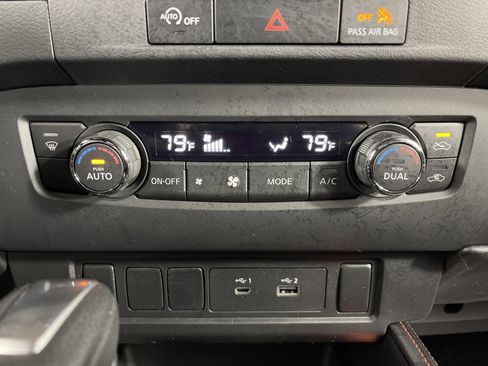 AUTO OFF
OFF
PASS AIR BAG
79°F 79°F
PUSH AUTO
ON·OFF MODE A/C
PUSH DUAL
1 2